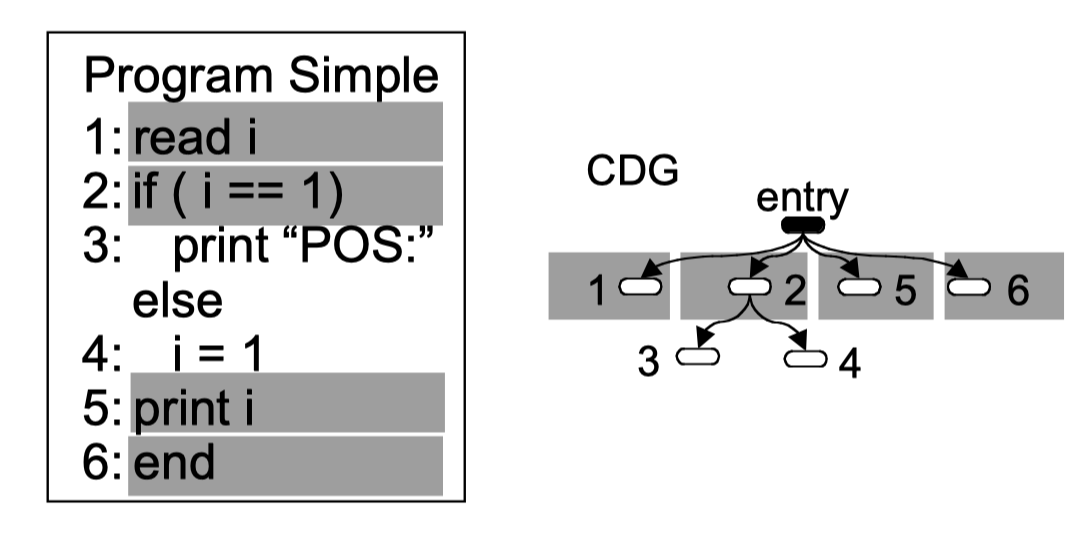 Program Simple
1: read i
2: if ( i == 1)
3: print “POS:”
else
4: i = 1
5: print i
6: end
CDG
entry
1 2 5 6
3 4